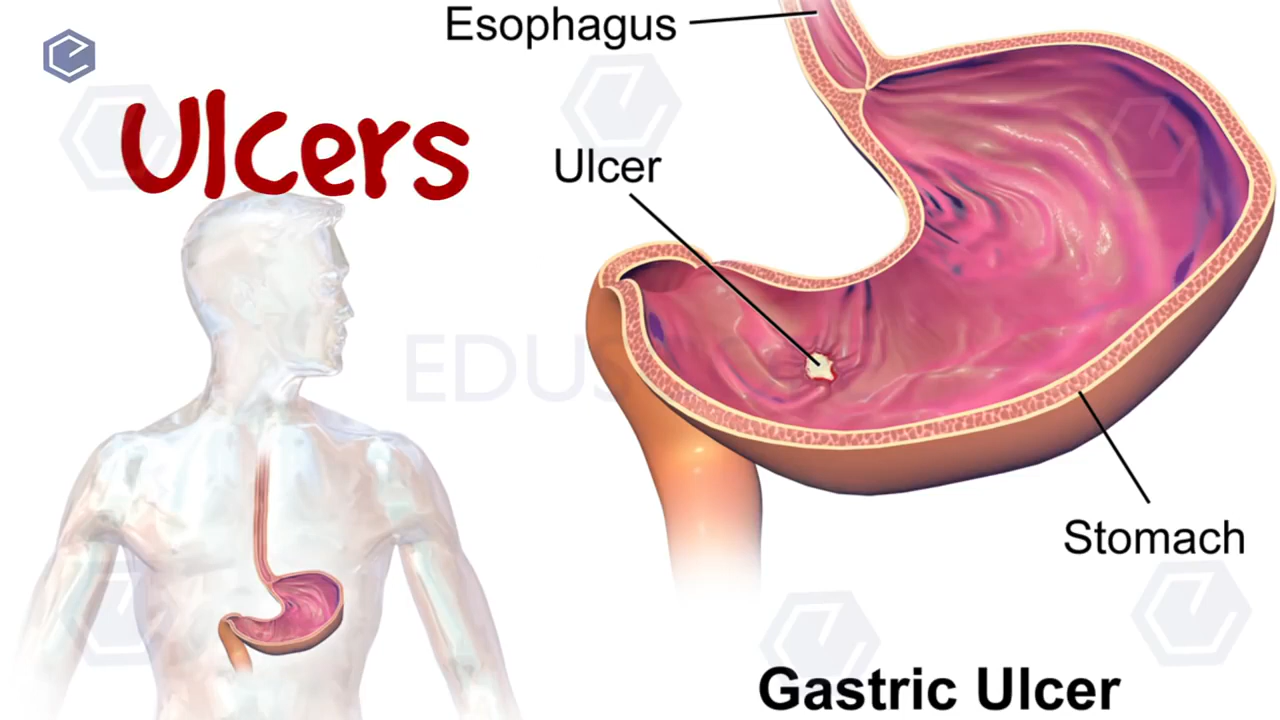 Esophagus
Ulcers
Ulcer
Stomach
Gastric Ulcer